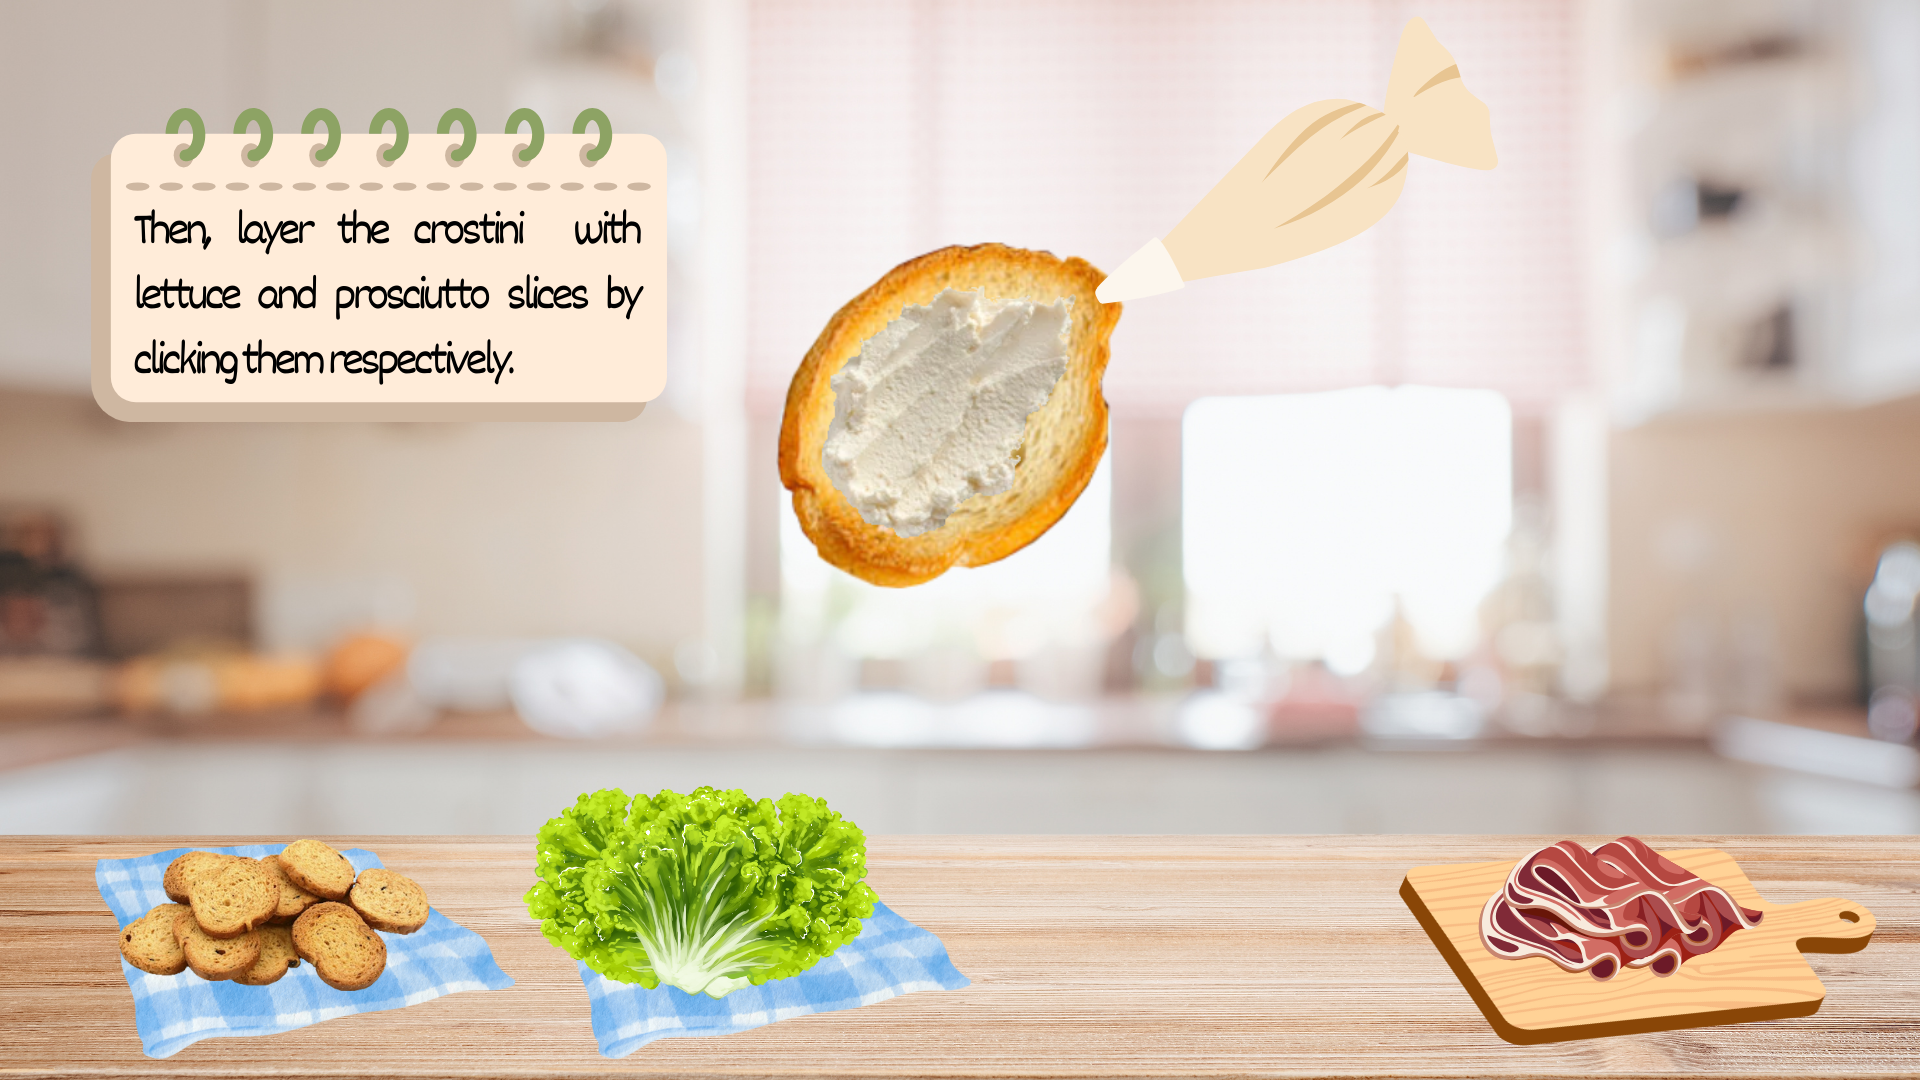 Then, layer the crostini with
lettuce and prosciutto slices by
clicking them respectively.